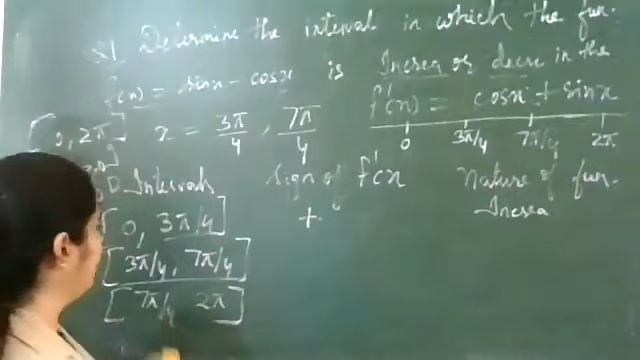 Q1 Determine the interval in which the fun.
f(x) = sinx - cosx is Increa or decre in the
[0, 2π] x = 3π/4 , 7π/4 f'(x) = cosx + sinx
0 3π/4 7π/4 2π
Intervals Sign of f'(x Nature of fun.
[0, 3π/4] + Increa
[3π/4, 7π/4]
[7π/4 2π]